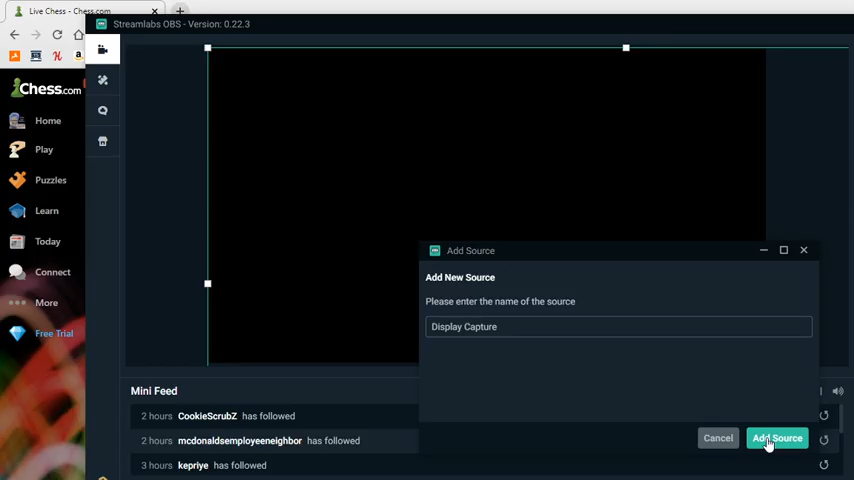 Live Chess - Chess.com
Streamlabs OBS - Version: 0.22.3
Chess.com
Home
Play
Puzzles
Learn
Today
Connect
More
Free Trial
Add Source
Add New Source
Please enter the name of the source
Display Capture
Cancel
Add Source
Mini Feed
2 hours CookieScrubZ has followed
2 hours mcdonaldsemployeeneighbor has followed
3 hours kepriye has followed